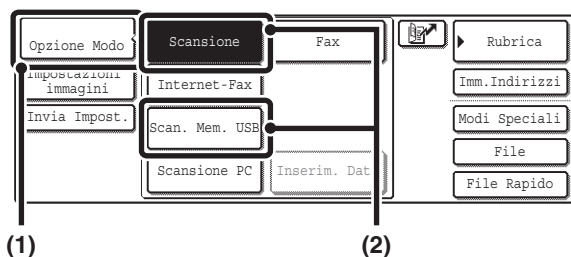 Opzione Modo
Scansione
Fax
Rubrica
Impostazioni
immagini
Internet-Fax
Imm.Indirizzi
Invia Impost.
Scan. Mem. USB
Modi Speciali
File
Scansione PC
Inserim. Dat
File Rapido
(1)
(2)